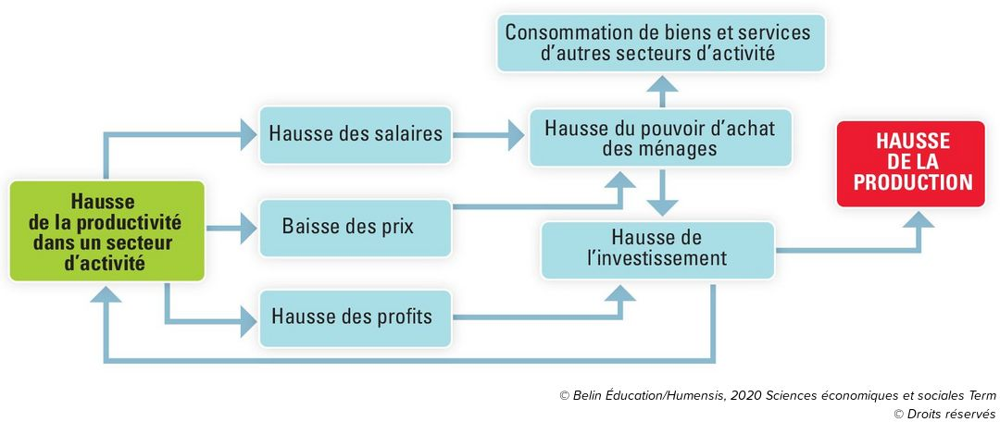 Consommation de biens et services
d’autres secteurs d’activité
Hausse des salaires
Hausse du pouvoir d’achat
des ménages
HAUSSE
DE LA
PRODUCTION
Hausse
de la productivité
dans un secteur
d’activité
Baisse des prix
Hausse de
l’investissement
Hausse des profits
© Belin Éducation/Humensis, 2020 Sciences économiques et sociales Term
© Droits réservés